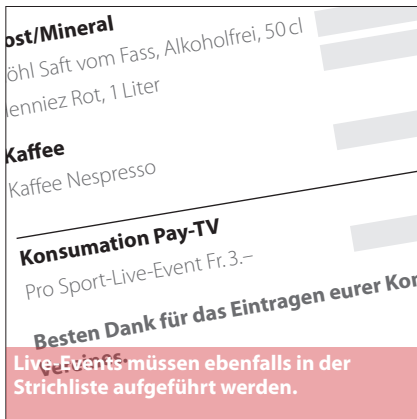 ost/Mineral
öhl Saft vom Fass, Alkoholfrei, 50 cl
enniez Rot, 1 Liter
Kaffee
Kaffee Nespresso
Konsumation Pay-TV
Pro Sport-Live-Event Fr. 3.–
Besten Dank für das Eintragen eurer Kon
Vereines.
Live-Events müssen ebenfalls in der
Strichliste aufgeführt werden.